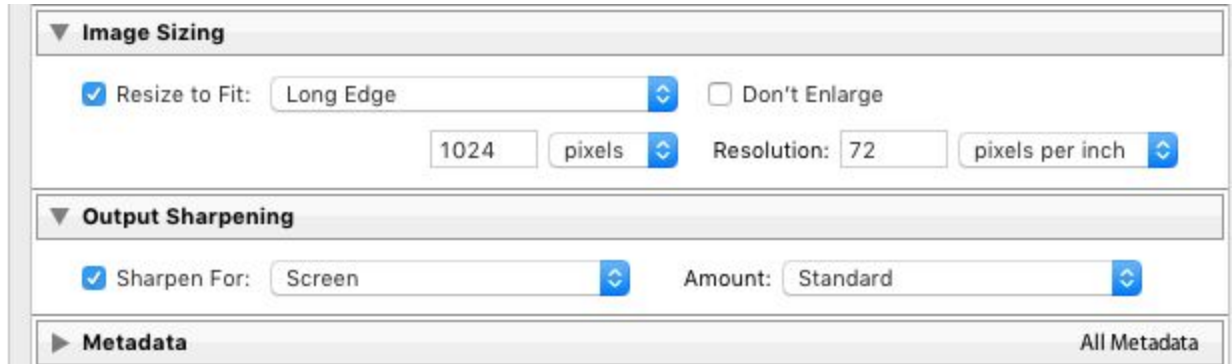 Image Sizing
Resize to Fit: Long Edge Don't Enlarge
1024 pixels Resolution: 72 pixels per inch
Output Sharpening
Sharpen For: Screen Amount: Standard
Metadata All Metadata